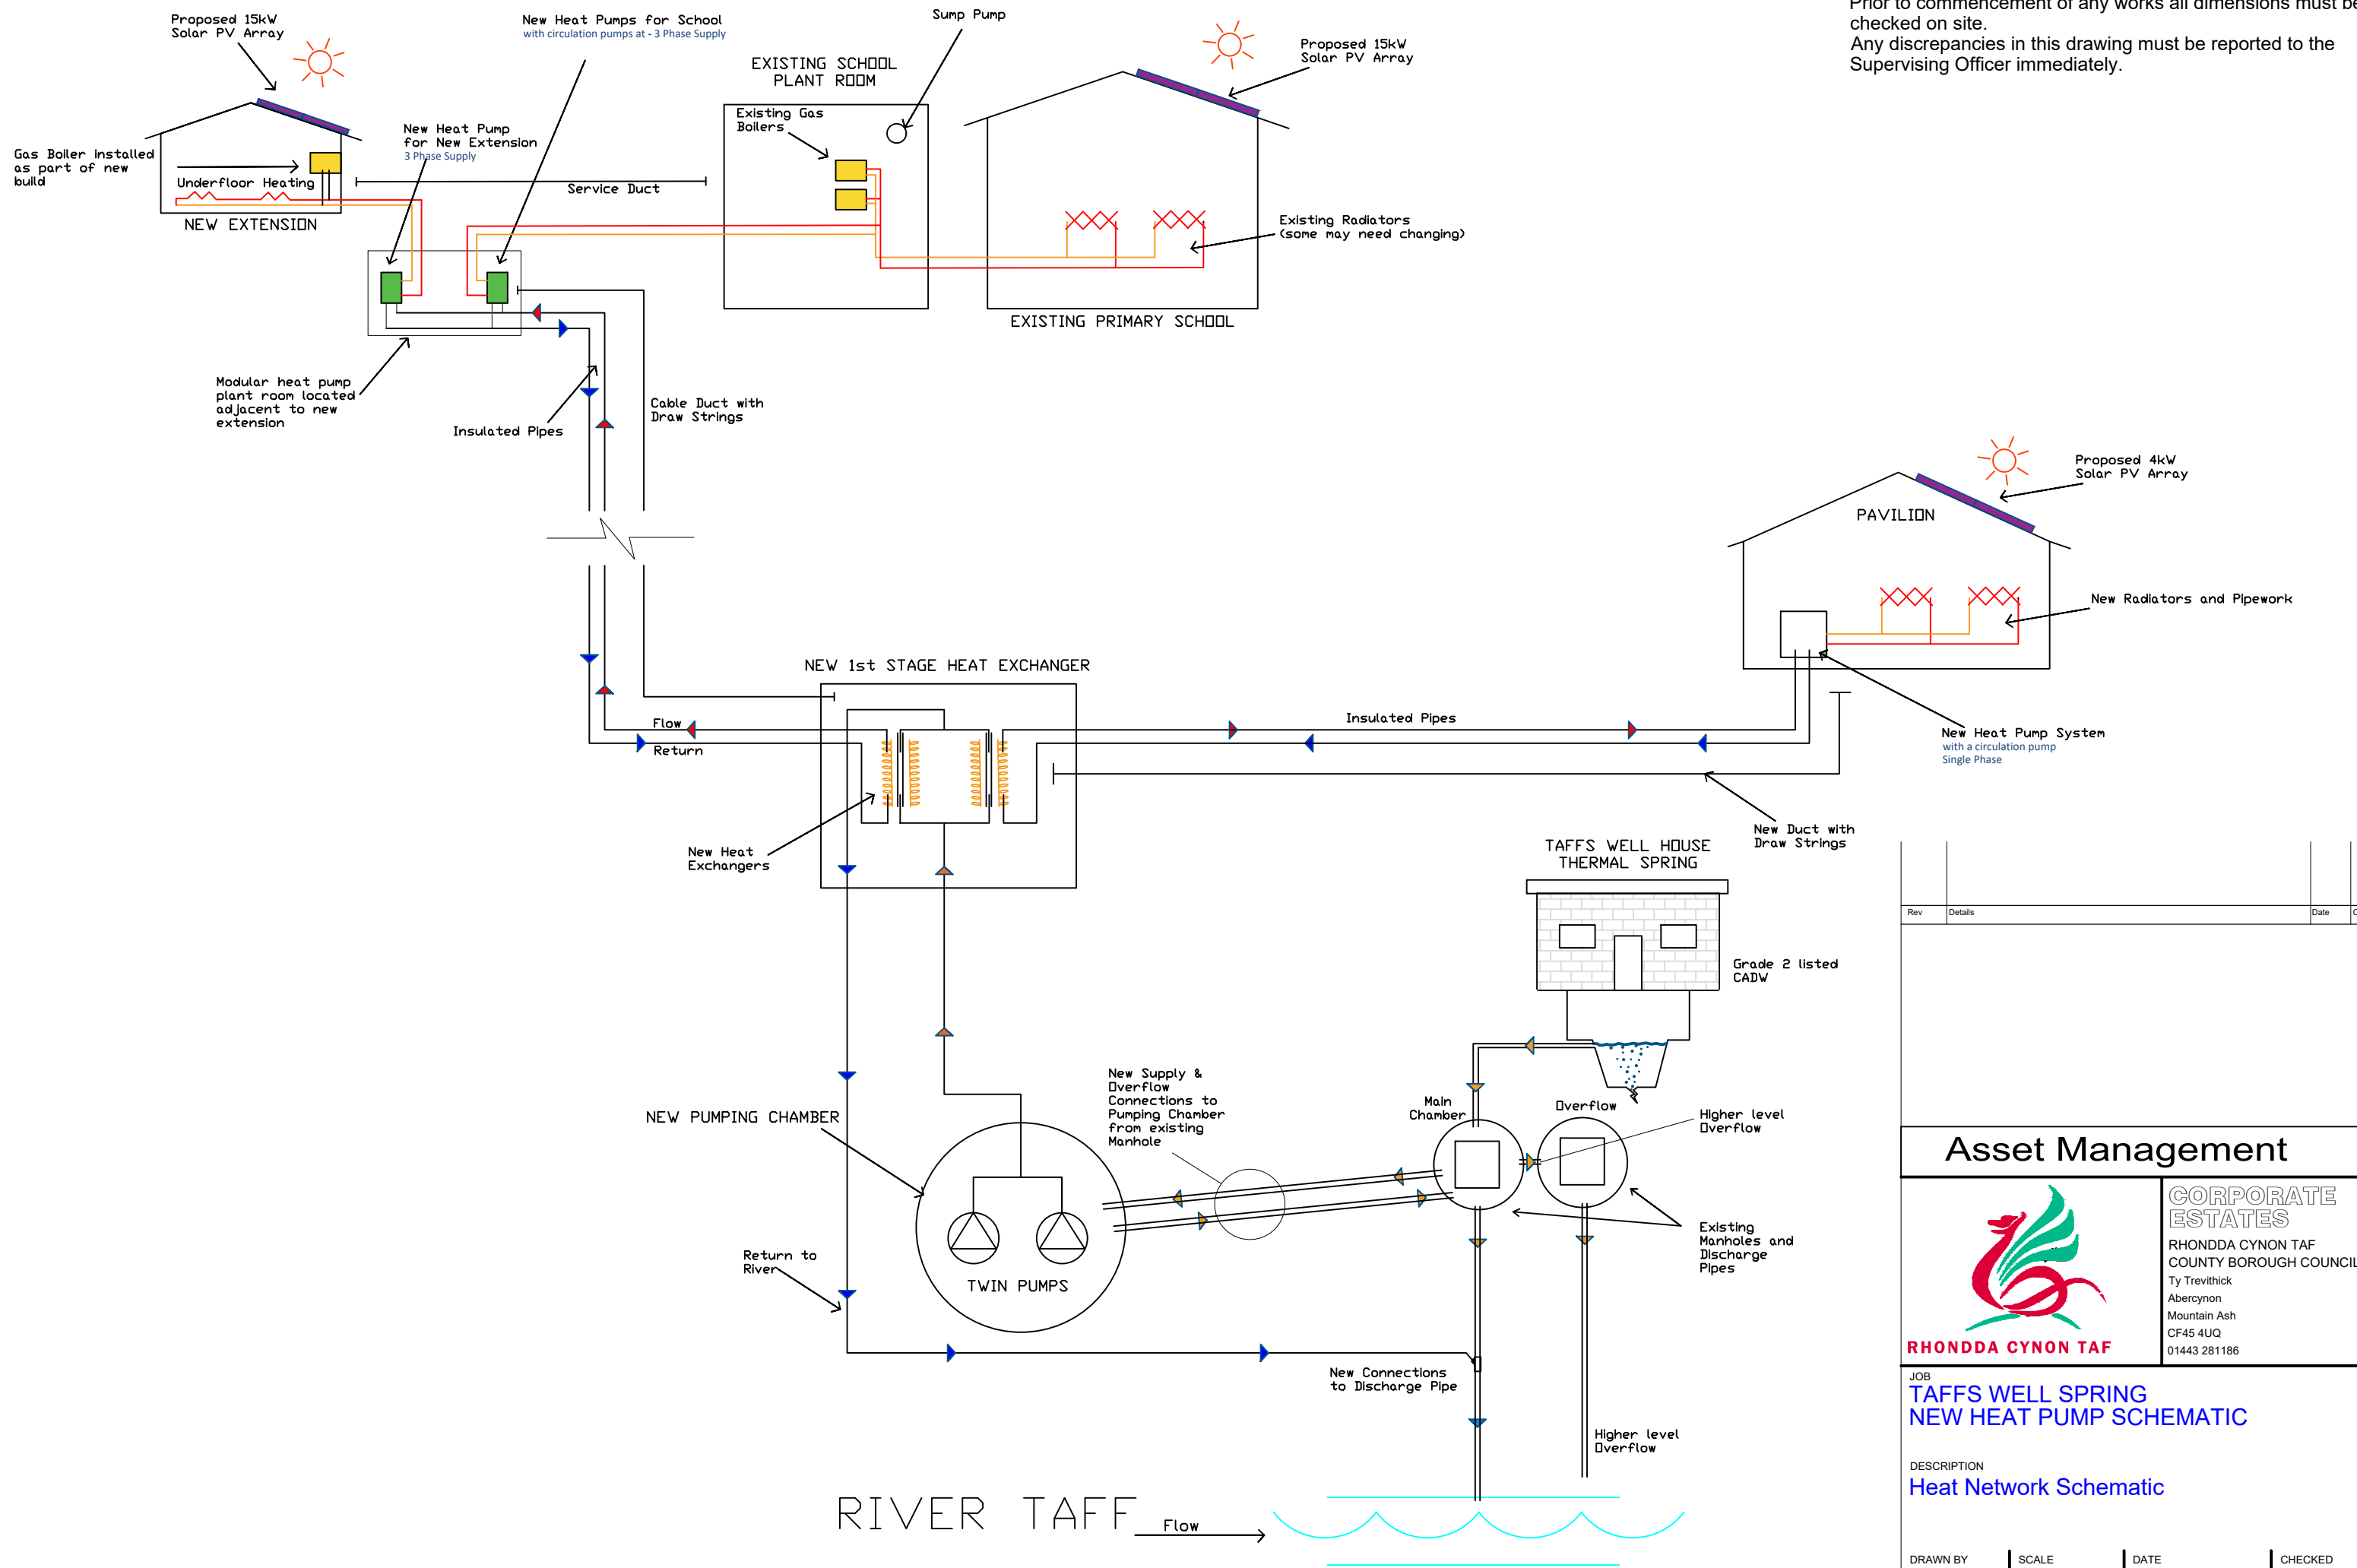 Prior to commencement of any works all dimensions must be
checked on site.
Any discrepancies in this drawing must be reported to the
Supervising Officer immediately.
Proposed 15kW
Solar PV Array
New Heat Pumps for School
with circulation pumps at - 3 Phase Supply
Sump Pump
EXISTING SCHOOL
PLANT ROOM
Proposed 15kW
Solar PV Array
Existing Gas
Boilers
New Heat Pump
for New Extension
3 Phase Supply
Gas Boiler installed
as part of new
build
Underfloor Heating
Service Duct
NEW EXTENSION
Existing Radiators
(some may need changing)
EXISTING PRIMARY SCHOOL
Modular heat pump
plant room located
adjacent to new
extension
Insulated Pipes
Cable Duct with
Draw Strings
Proposed 4kW
Solar PV Array
PAVILION
New Radiators and Pipework
NEW 1st STAGE HEAT EXCHANGER
Flow
Return
Insulated Pipes
New Heat Pump System
with a circulation pump
Single Phase
New Heat
Exchangers
New Duct with
Draw Strings
TAFFS WELL HOUSE
THERMAL SPRING
Grade 2 listed
CADW
Rev
Details
Date
New Supply &
Overflow
Connections to
Pumping Chamber
from existing
Manhole
NEW PUMPING CHAMBER
Main
Chamber
Overflow
Higher level
Overflow
Existing
Manholes and
Discharge
Pipes
Return to
River
TWIN PUMPS
New Connections
to Discharge Pipe
Higher level
Overflow
RIVER TAFF
Flow
Asset Management
CORPORATE
ESTATES
RHONDDA CYNON TAF
COUNTY BOROUGH COUNCIL
Ty Trevithick
Abercynon
Mountain Ash
CF45 4UQ
01443 281186
RHONDDA CYNON TAF
JOB
TAFFS WELL SPRING
NEW HEAT PUMP SCHEMATIC
DESCRIPTION
Heat Network Schematic
DRAWN BY
SCALE
DATE
CHECKED